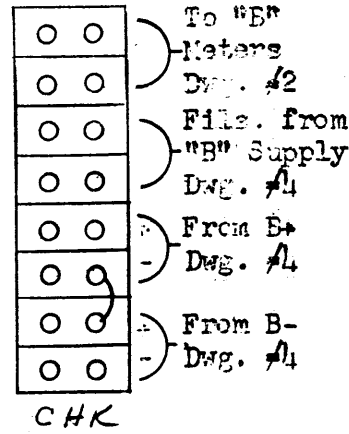 To "B"
Meters
Dwg. #2
Fils. from
"B" Supply
Dwg. #4
+ From B+
- Dwg. #4
+ From B-
- Dwg. #4
CHK